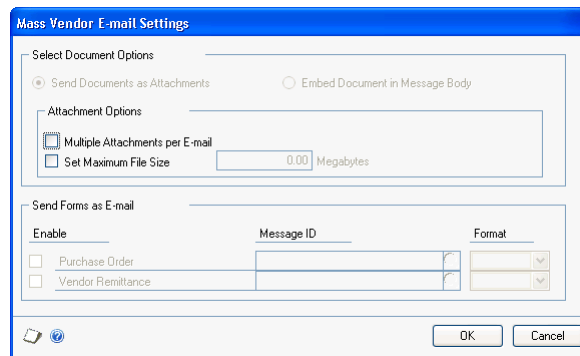 Mass Vendor E-mail Settings
Select Document Options
Send Documents as Attachments
Embed Document in Message Body
Attachment Options
Multiple Attachments per E-mail
Set Maximum File Size 0.00 Megabytes
Send Forms as E-mail
Enable Message ID Format
Purchase Order
Vendor Remittance
OK Cancel